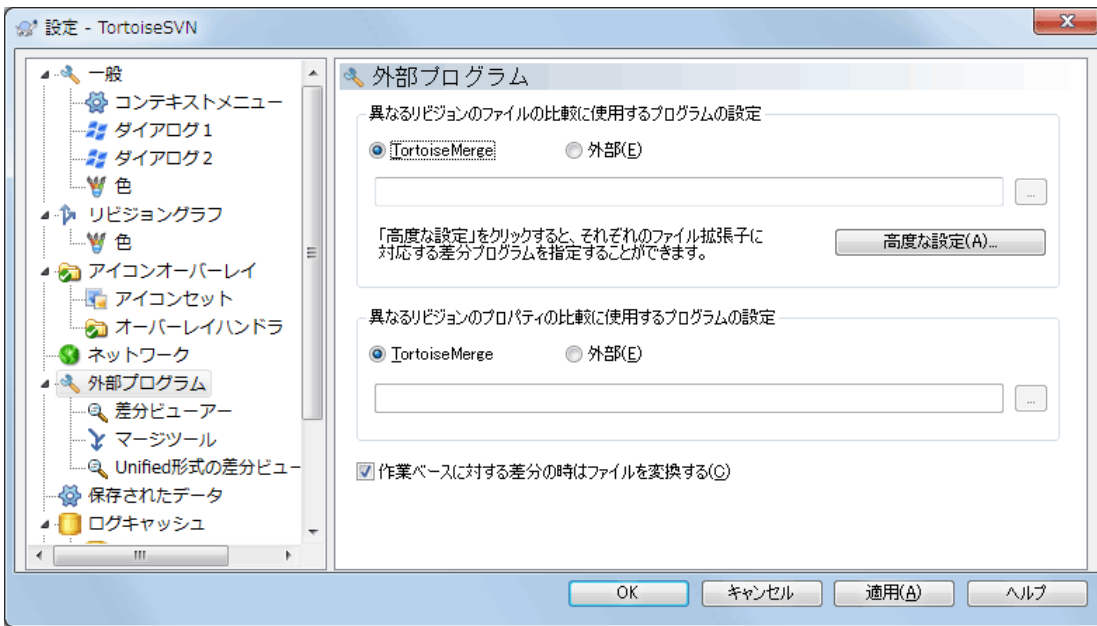 設定 - TortoiseSVN
一般
コンテキストメニュー
ダイアログ1
ダイアログ2
色
リビジョングラフ
色
アイコンオーバーレイ
アイコンセット
オーバーレイハンドラ
ネットワーク
外部プログラム
差分ビューアー
マージツール
Unified形式の差分ビュー
保存されたデータ
ログキャッシュ
外部プログラム
異なるリビジョンのファイルの比較に使用するプログラムの設定
TortoiseMerge 外部(E)
...
「高度な設定」をクリックすると、それぞれのファイル拡張子に
対応する差分プログラムを指定することができます。
高度な設定(A)...
異なるリビジョンのプロパティの比較に使用するプログラムの設定
TortoiseMerge 外部(E)
...
作業ベースに対する差分の時はファイルを変換する(C)
OK キャンセル 適用(A) ヘルプ